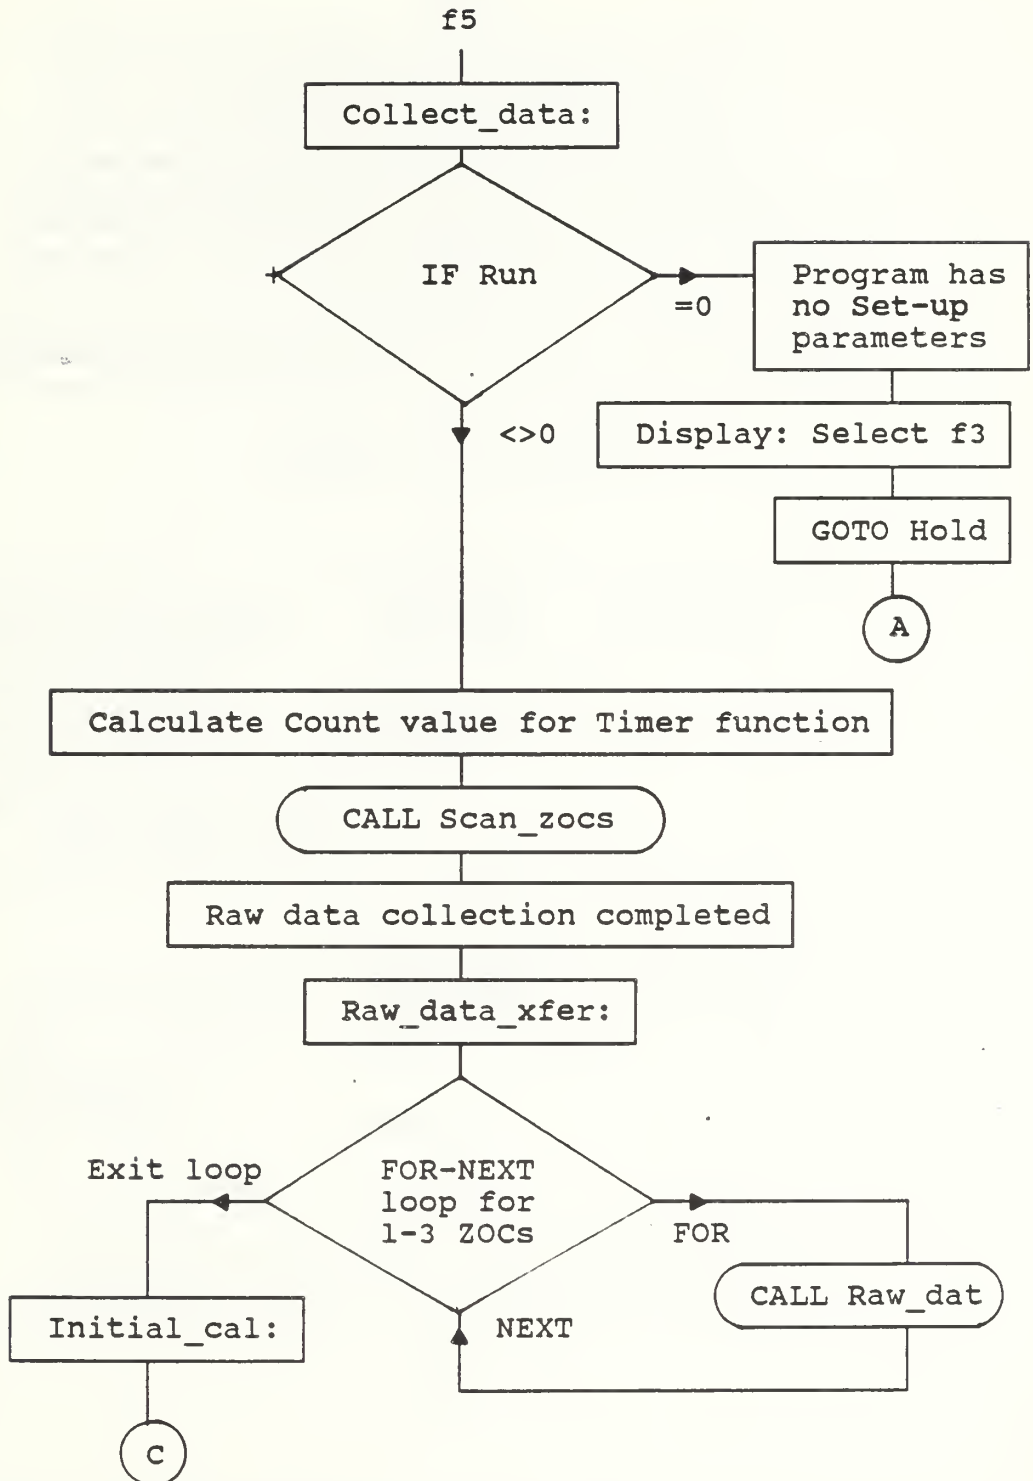 f5
Collect_data:
IF Run
=0
Program has
no Set-up
parameters
<>0
Display: Select f3
GOTO Hold
A
Calculate Count value for Timer function
CALL Scan_zocs
Raw data collection completed
Raw_data_xfer:
Exit loop
FOR-NEXT
loop for
1-3 ZOCs
FOR
CALL Raw_dat
Initial_cal:
NEXT
C